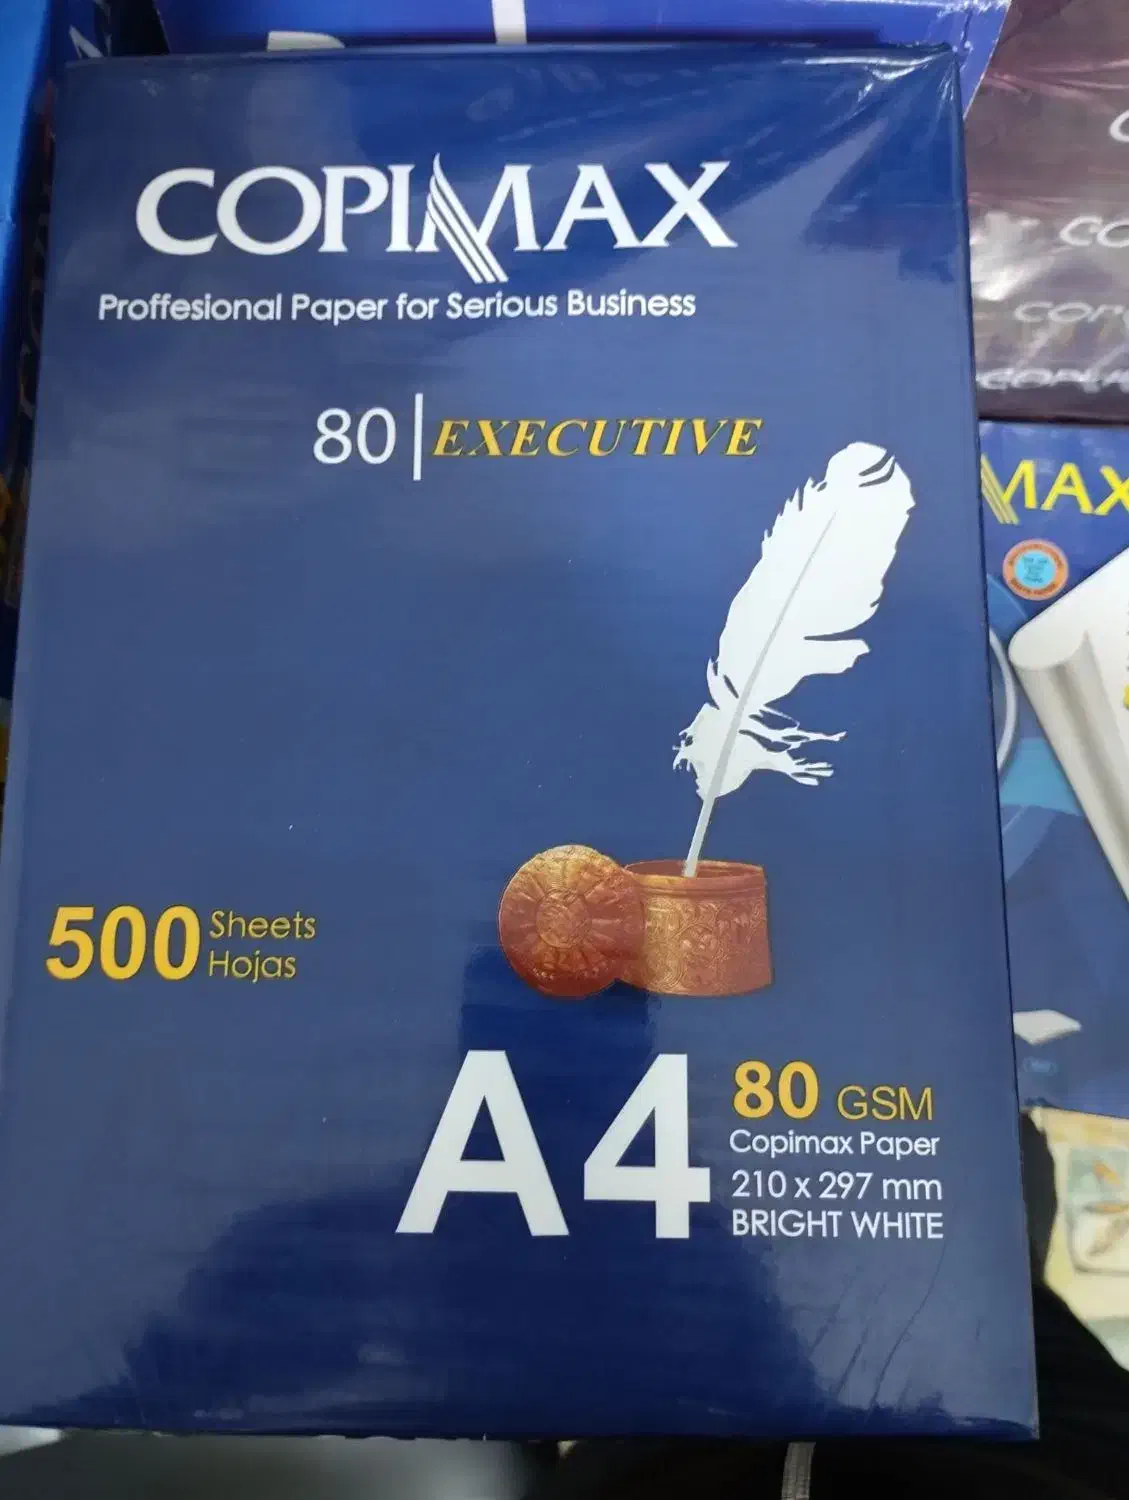 COPIMAX
Proffesional Paper for Serious Business
80 | EXECUTIVE
500 Sheets
Hojas
A4
80 GSM
Copimax Paper
210 x 297 mm
BRIGHT WHITE
MAX